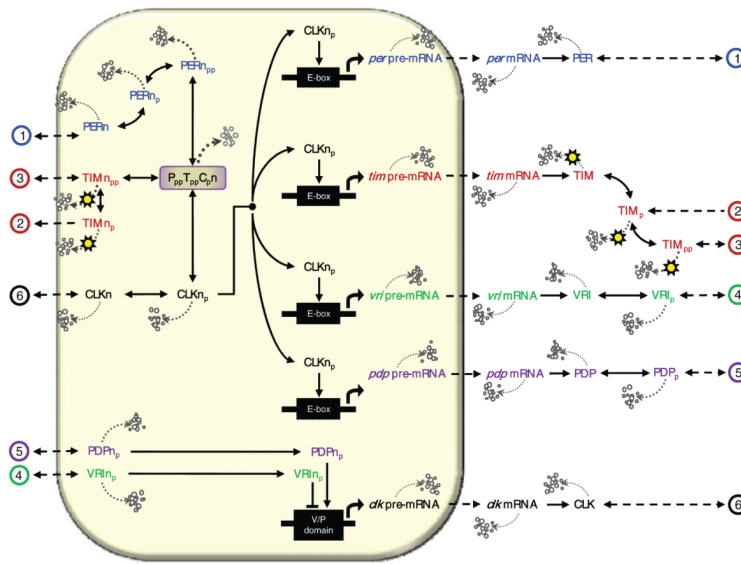 CLKnp
E-box
per pre-mRNA
per mRNA
PER
1
PERnpp
PERnp
PERn
1
CLKnp
E-box
tim pre-mRNA
tim mRNA
TIM
TIMp
2
TIMpp
3
3
TIMnpp
PppTppCpn
2
TIMnp
6
CLKn
CLKnp
CLKnp
E-box
vri pre-mRNA
vri mRNA
VRI
VRIp
4
CLKnp
E-box
pdp pre-mRNA
pdp mRNA
PDP
PDPp
5
5
PDPnp
PDPnp
4
VRInp
VRInp
V/P
domain
clk pre-mRNA
clk mRNA
CLK
6